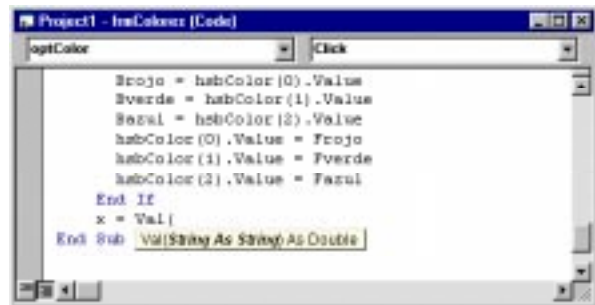 Project1 - frmColores (Code)
optColor Click
Brojo = hsbColor(0).Value
Bverde = hsbColor(1).Value
Bazul = hsbColor(2).Value
hsbColor(0).Value = Frojo
hsbColor(1).Value = Fverde
hsbColor(2).Value = Fazul
End If
x = Val(
End Sub Val(String As String) As Double